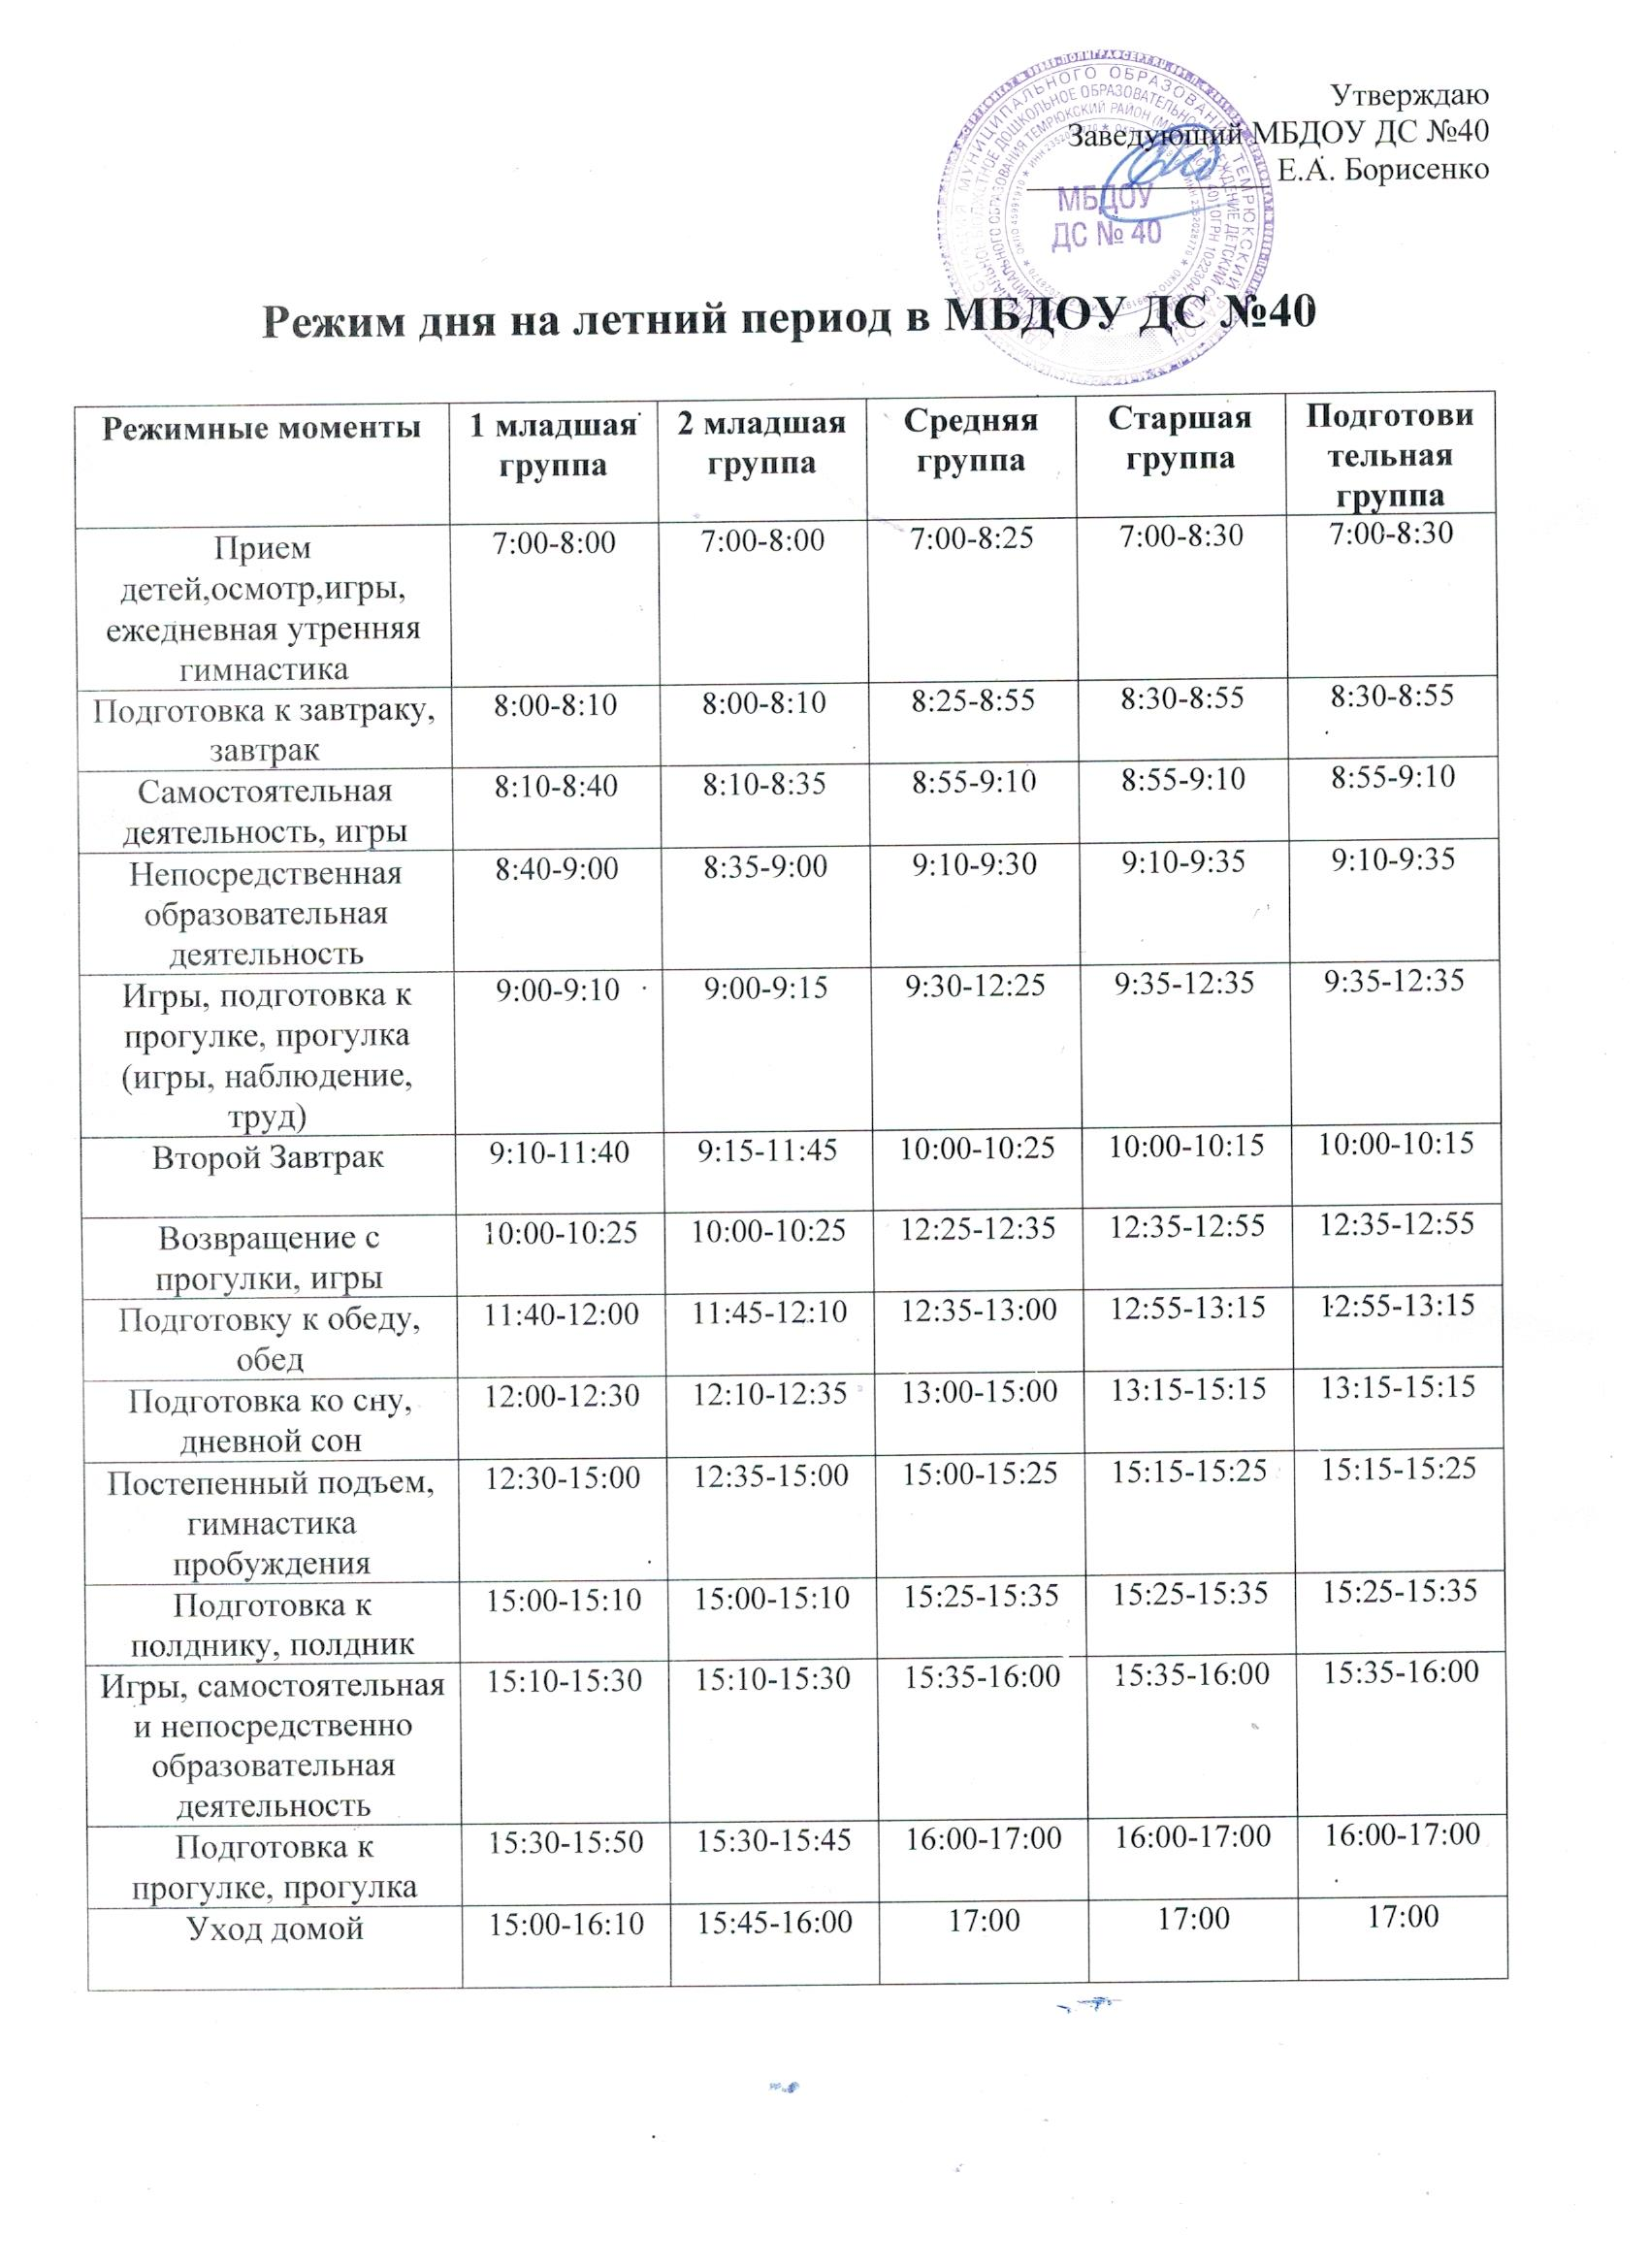 Утверждаю
Заведующий МБДОУ ДС №40
Е.А. Борисенко
МБДОУ
ДС № 40
Режим дня на летний период в МБДОУ ДС №40
Режимные моменты 1 младшая группа 2 младшая группа Средняя группа Старшая группа Подготови тельная группа
Прием детей,осмотр,игры, ежедневная утренняя гимнастика 7:00-8:00 7:00-8:00 7:00-8:25 7:00-8:30 7:00-8:30
Подготовка к завтраку, завтрак 8:00-8:10 8:00-8:10 8:25-8:55 8:30-8:55 8:30-8:55
Самостоятельная деятельность, игры 8:10-8:40 8:10-8:35 8:55-9:10 8:55-9:10 8:55-9:10
Непосредственная образовательная деятельность 8:40-9:00 8:35-9:00 9:10-9:30 9:10-9:35 9:10-9:35
Игры, подготовка к прогулке, прогулка (игры, наблюдение, труд) 9:00-9:10 9:00-9:15 9:30-12:25 9:35-12:35 9:35-12:35
Второй Завтрак 9:10-11:40 9:15-11:45 10:00-10:25 10:00-10:15 10:00-10:15
Возвращение с прогулки, игры 10:00-10:25 10:00-10:25 12:25-12:35 12:35-12:55 12:35-12:55
Подготовку к обеду, обед 11:40-12:00 11:45-12:10 12:35-13:00 12:55-13:15 12:55-13:15
Подготовка ко сну, дневной сон 12:00-12:30 12:10-12:35 13:00-15:00 13:15-15:15 13:15-15:15
Постепенный подъем, гимнастика пробуждения 12:30-15:00 12:35-15:00 15:00-15:25 15:15-15:25 15:15-15:25
Подготовка к полднику, полдник 15:00-15:10 15:00-15:10 15:25-15:35 15:25-15:35 15:25-15:35
Игры, самостоятельная и непосредственно образовательная деятельность 15:10-15:30 15:10-15:30 15:35-16:00 15:35-16:00 15:35-16:00
Подготовка к прогулке, прогулка 15:30-15:50 15:30-15:45 16:00-17:00 16:00-17:00 16:00-17:00
Уход домой 15:00-16:10 15:45-16:00 17:00 17:00 17:00